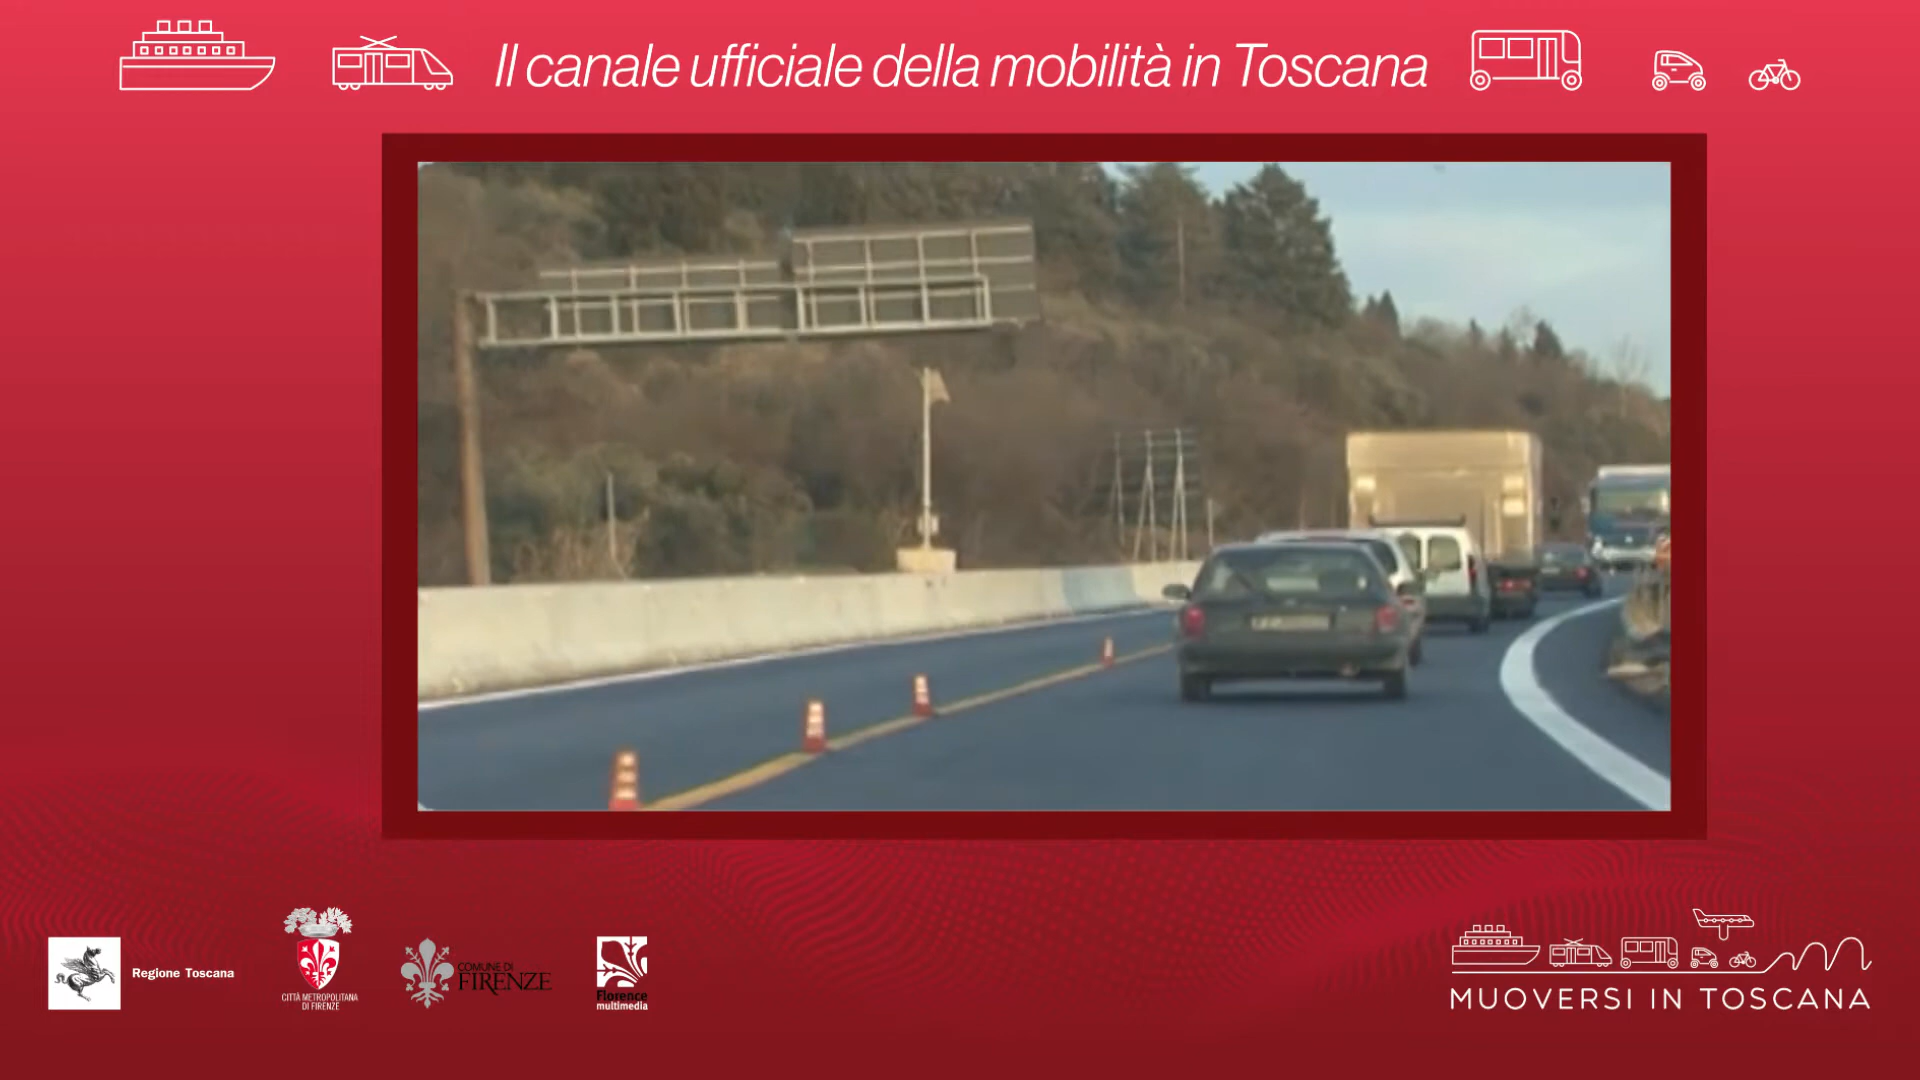 Il canale ufficiale della mobilità in Toscana
Regione Toscana
CITTÀ METROPOLITANA
DI FIRENZE
COMUNE DI
FIRENZE
Florence
multimedia
MUOVERSI IN TOSCANA